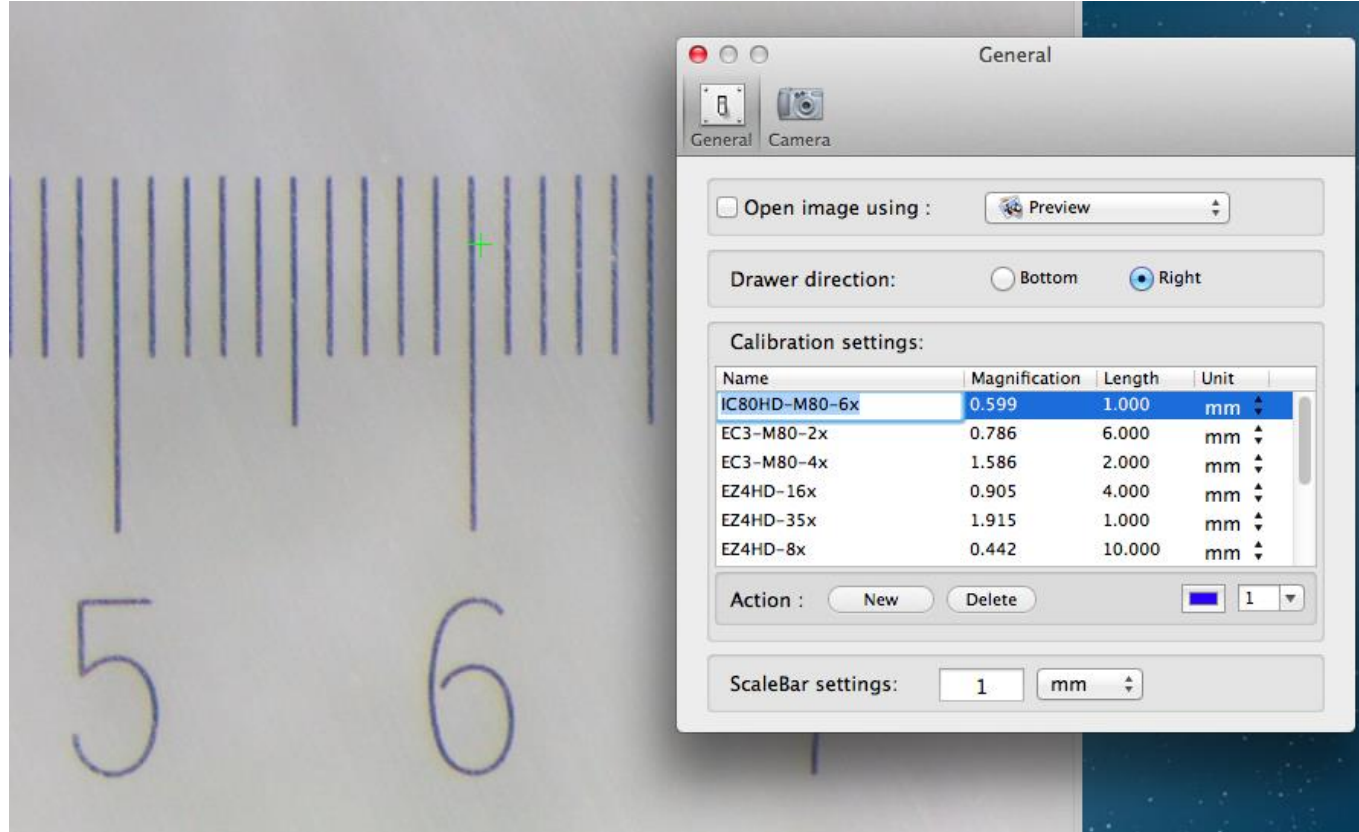 General
General Camera
Open image using : Preview
Drawer direction: Bottom Right
Calibration settings:
Name Magnification Length Unit
IC80HD-M80-6x 0.599 1.000 mm
EC3-M80-2x 0.786 6.000 mm
EC3-M80-4x 1.586 2.000 mm
EZ4HD-16x 0.905 4.000 mm
EZ4HD-35x 1.915 1.000 mm
EZ4HD-8x 0.442 10.000 mm
Action : New Delete 1
ScaleBar settings: 1 mm
5 6